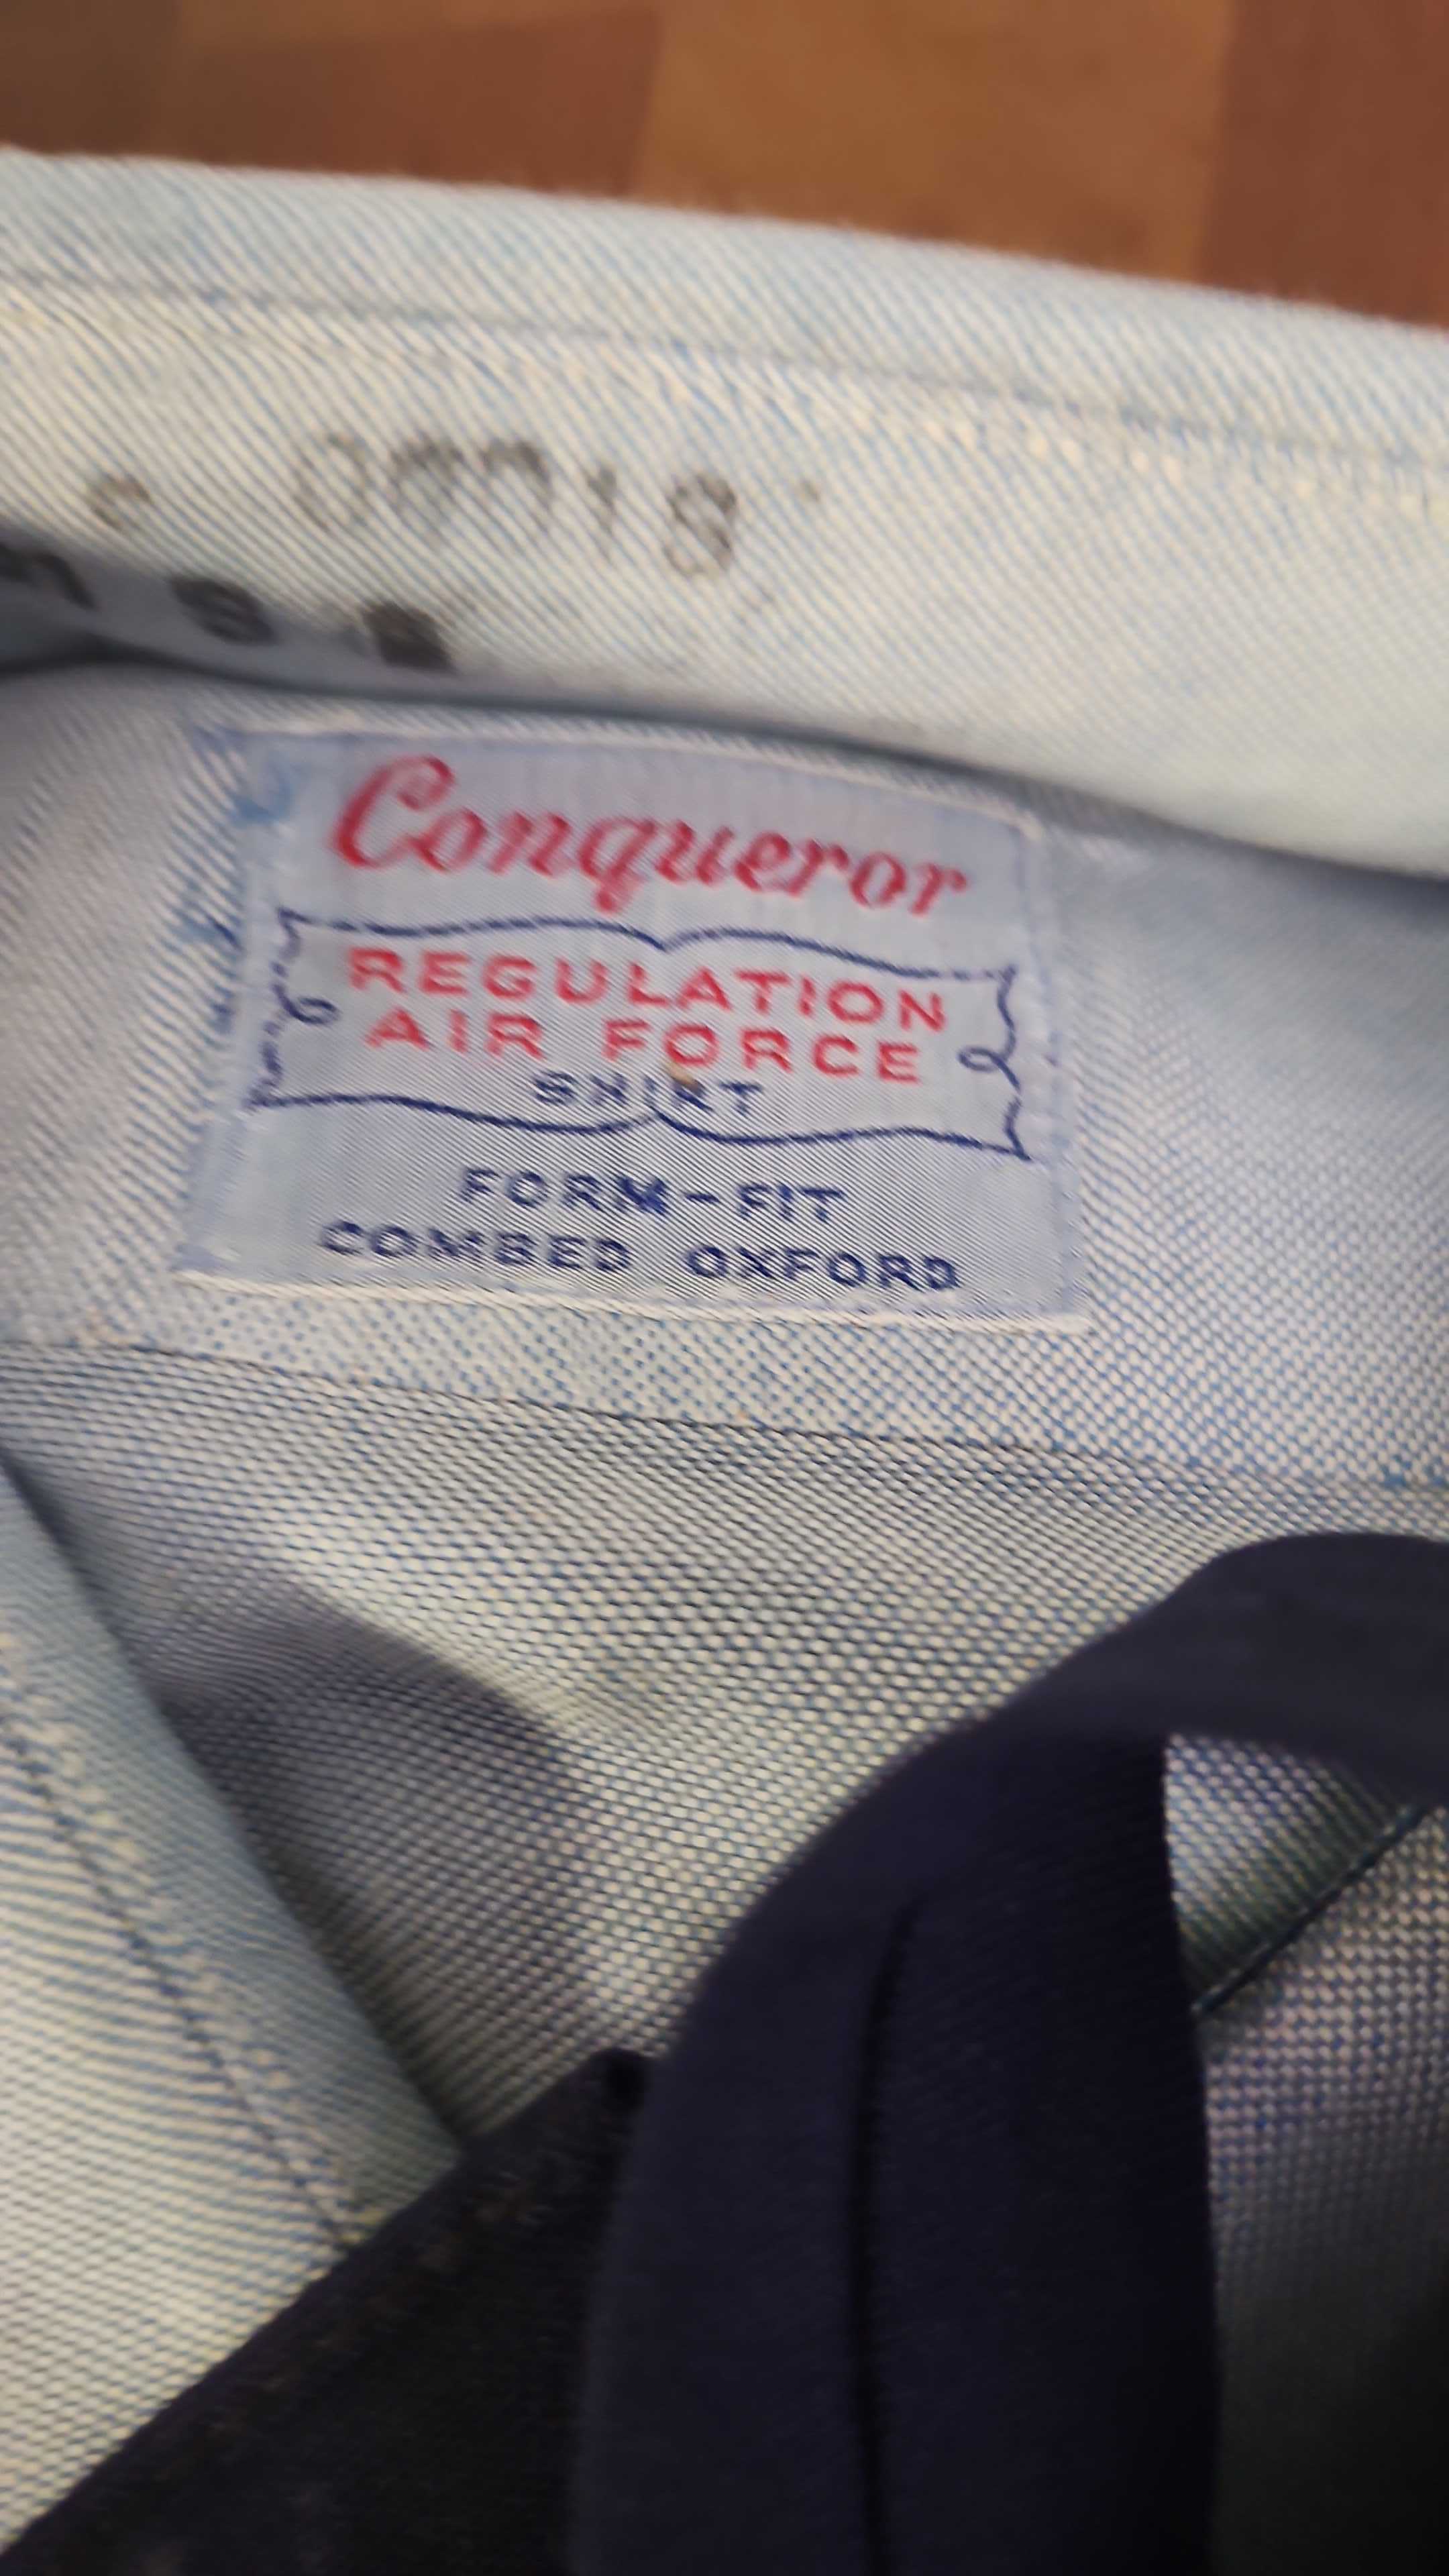 Conqueror
REGULATION
AIR FORCE
SHIRT
FORM-FIT
COMBED OXFORD